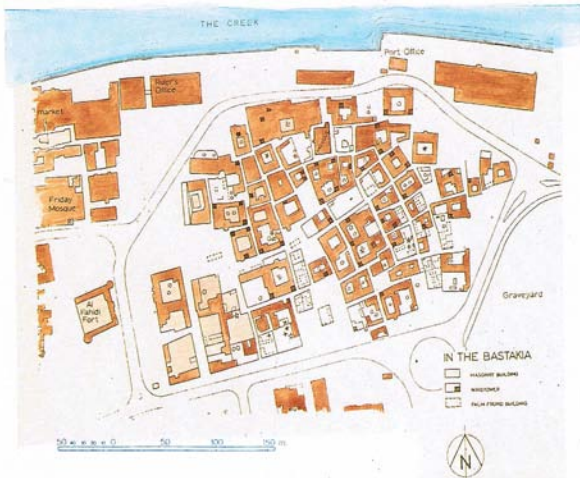 THE CREEK
Port Office
Ruler's
Office
Market
Friday
Mosque
Al
Fahidi
Fort
Graveyard
IN THE BASTAKIA
MASONRY BUILDING
WINDTOWER
PALM FROND BUILDING
50 0 50 100 150 m.
N